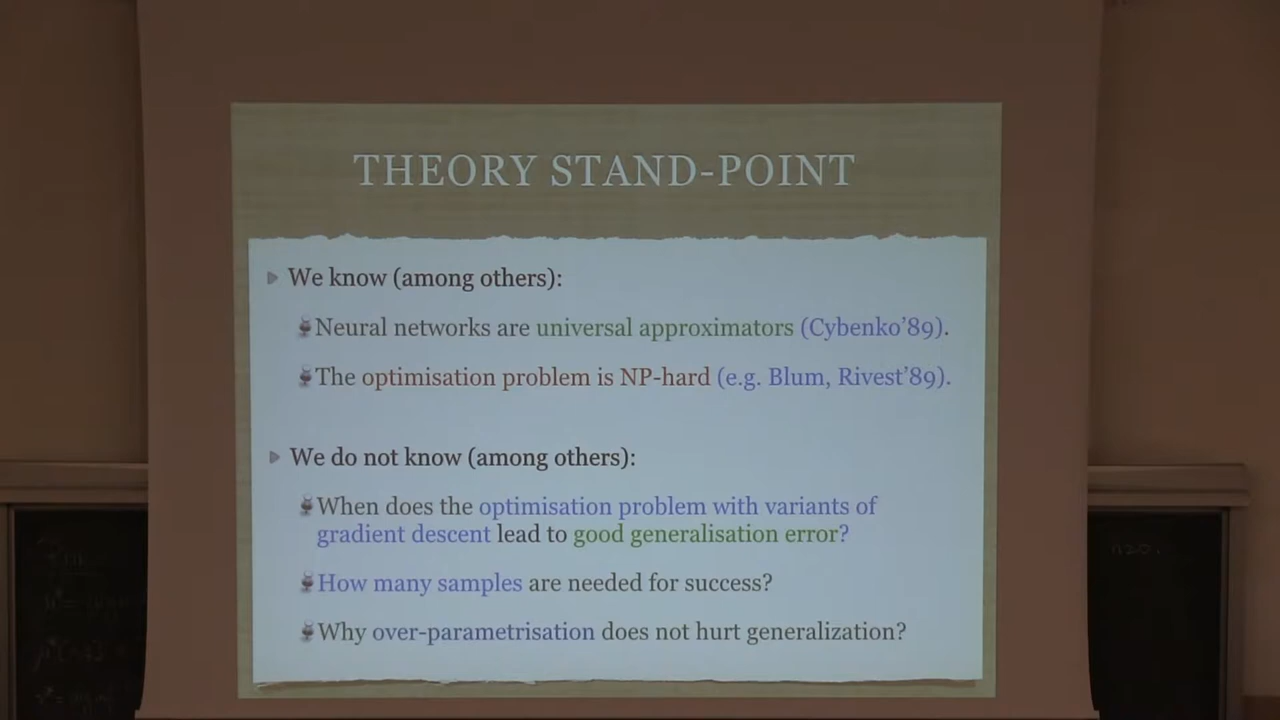 THEORY STAND-POINT
We know (among others):
Neural networks are universal approximators (Cybenko’89).
The optimisation problem is NP-hard (e.g. Blum, Rivest’89).
We do not know (among others):
When does the optimisation problem with variants of
gradient descent lead to good generalisation error?
How many samples are needed for success?
Why over-parametrisation does not hurt generalization?